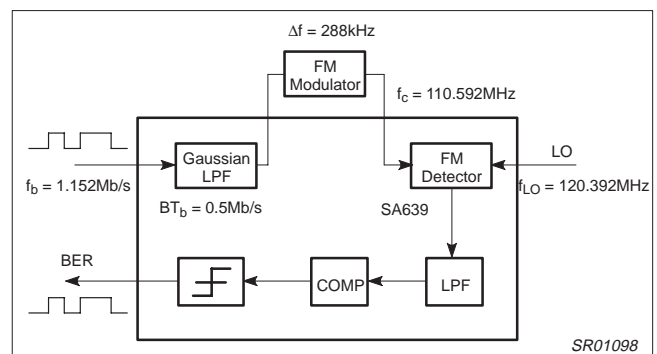 Δf = 288kHz
FM
Modulator
f_c = 110.592MHz
Gaussian
LPF
FM
Detector
LO
f_b = 1.152Mb/s
f_LO = 120.392MHz
BT_b = 0.5Mb/s
SA639
BER
COMP
LPF
SR01098